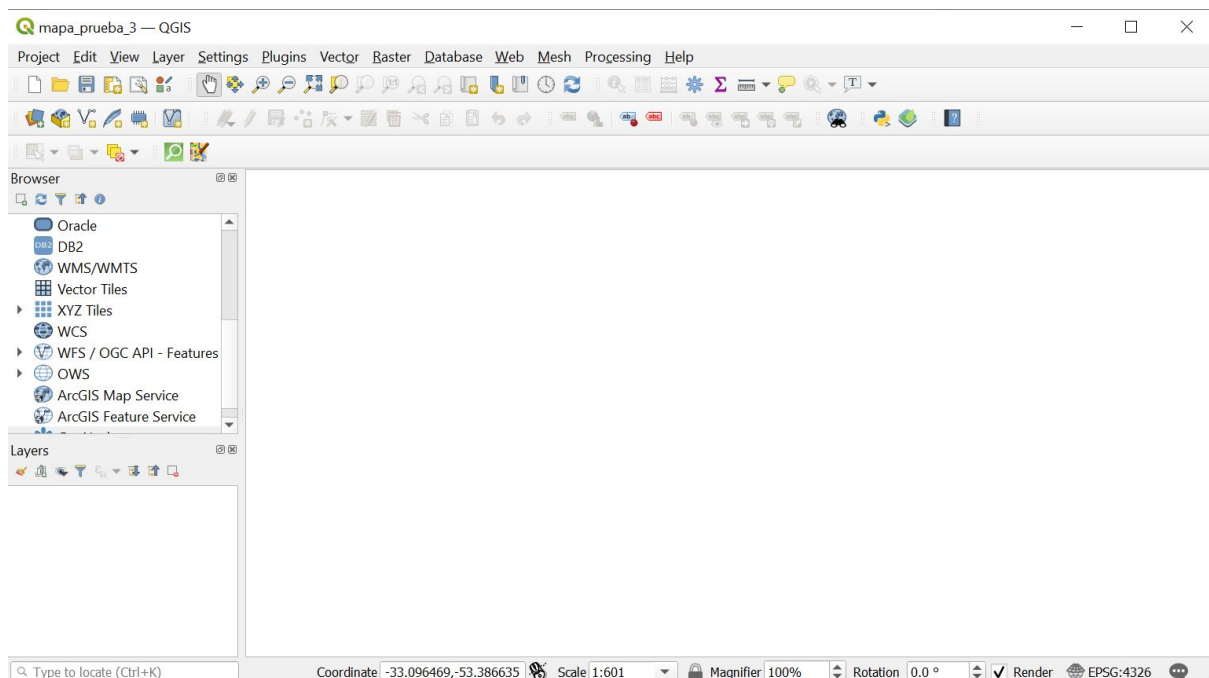 mapa_prueba_3 — QGIS
Project Edit View Layer Settings Plugins Vector Raster Database Web Mesh Processing Help
Browser
Oracle
DB2
WMS/WMTS
Vector Tiles
XYZ Tiles
WCS
WFS / OGC API - Features
OWS
ArcGIS Map Service
ArcGIS Feature Service
Layers
Type to locate (Ctrl+K) Coordinate -33.096469,-53.386635 Scale 1:601 Magnifier 100% Rotation 0.0 ° Render EPSG:4326